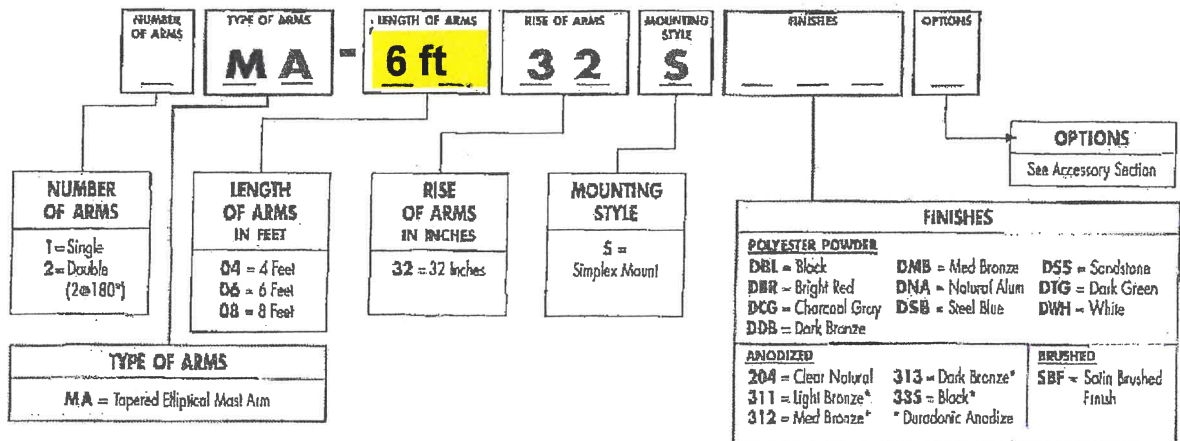 NUMBER OF ARMS
TYPE OF ARMS
LENGTH OF ARMS
RISE OF ARMS
MOUNTING STYLE
FINISHES
OPTIONS
MA - 6 ft 32 S
OPTIONS
See Accessory Section
NUMBER
OF ARMS
1 = Single
2 = Double
(2@180°)
LENGTH
OF ARMS
IN FEET
04 = 4 Feet
06 = 6 Feet
08 = 8 Feet
RISE
OF ARMS
IN INCHES
32 = 32 Inches
MOUNTING
STYLE
S =
Simplex Mount
TYPE OF ARMS
MA = Tapered Elliptical Mast Arm
FINISHES
POLYESTER POWDER
DBL = Black
DBR = Bright Red
DCG = Charcoal Gray
DDB = Dark Bronze
DMB = Med Bronze
DNA = Natural Alum
DSB = Steel Blue
DSS = Sandstone
DTG = Dark Green
DWH = White
ANODIZED
204 = Clear Natural
311 = Light Bronze*
312 = Med Bronze*
313 = Dark Bronze*
335 = Black*
* Duradonic Anodize
BRUSHED
SBF = Satin Brushed
Finish